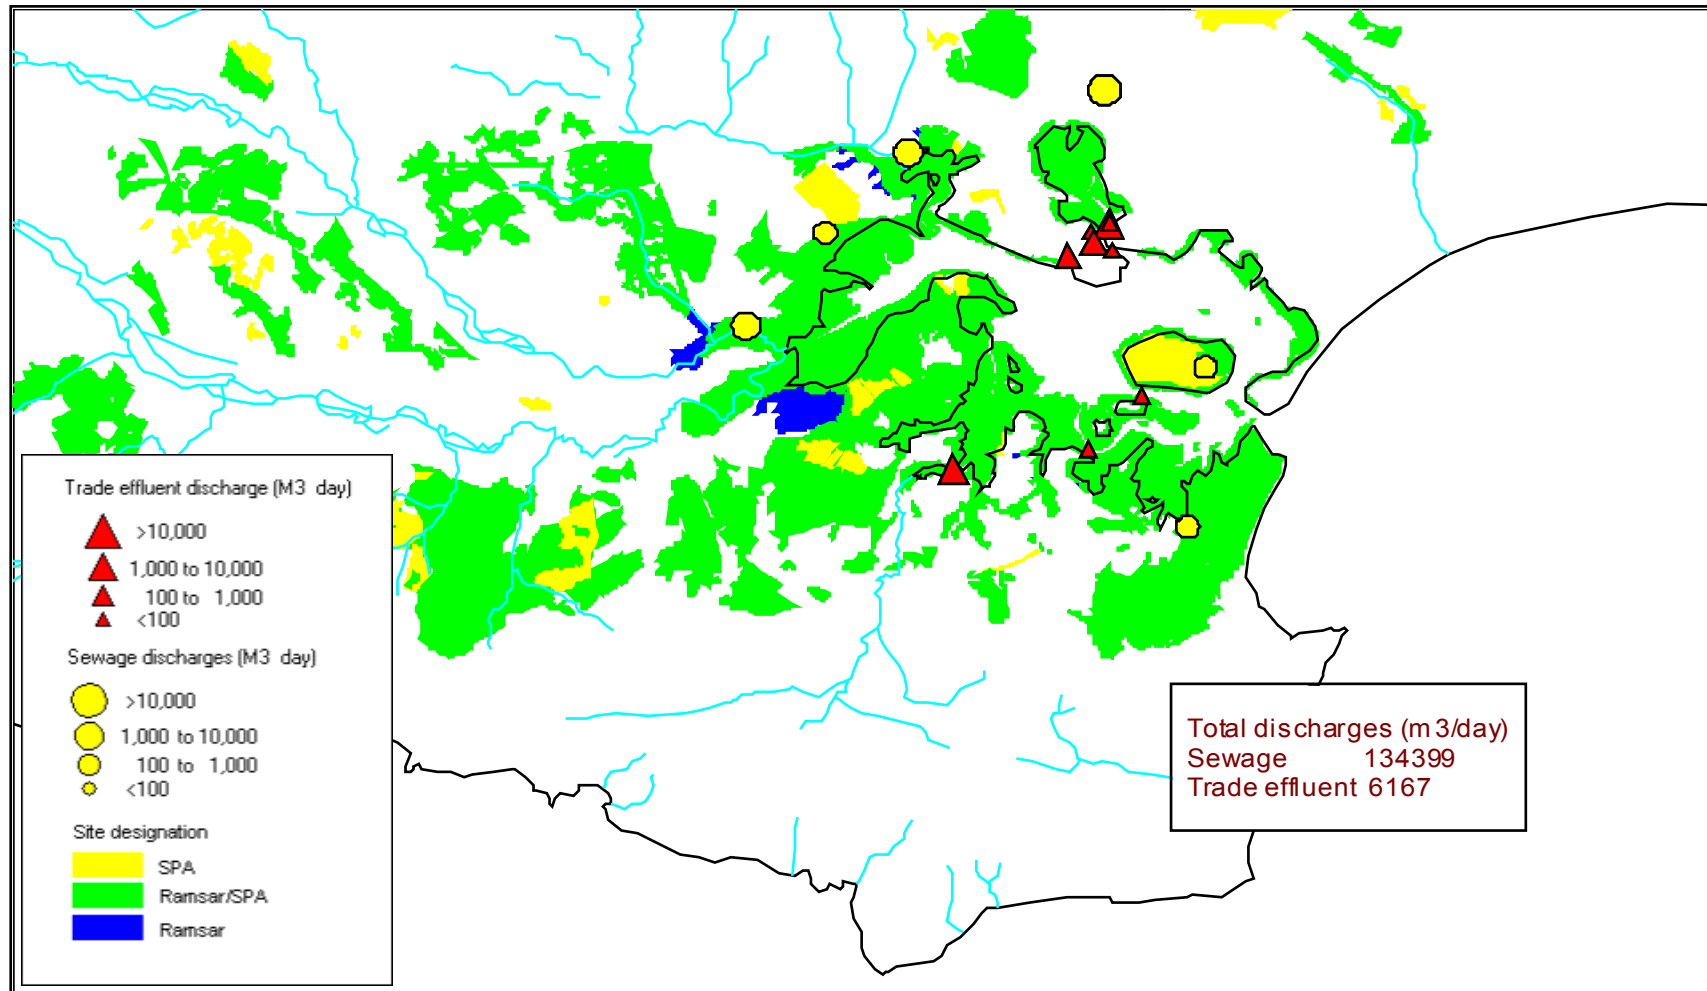 Trade effluent discharge (M3 day)
>10,000
1,000 to 10,000
100 to 1,000
<100
Sewage discharges (M3 day)
>10,000
1,000 to 10,000
100 to 1,000
<100
Site designation
SPA
Ramsar/SPA
Ramsar
Total discharges (m3/day)
Sewage 134399
Trade effluent 6167